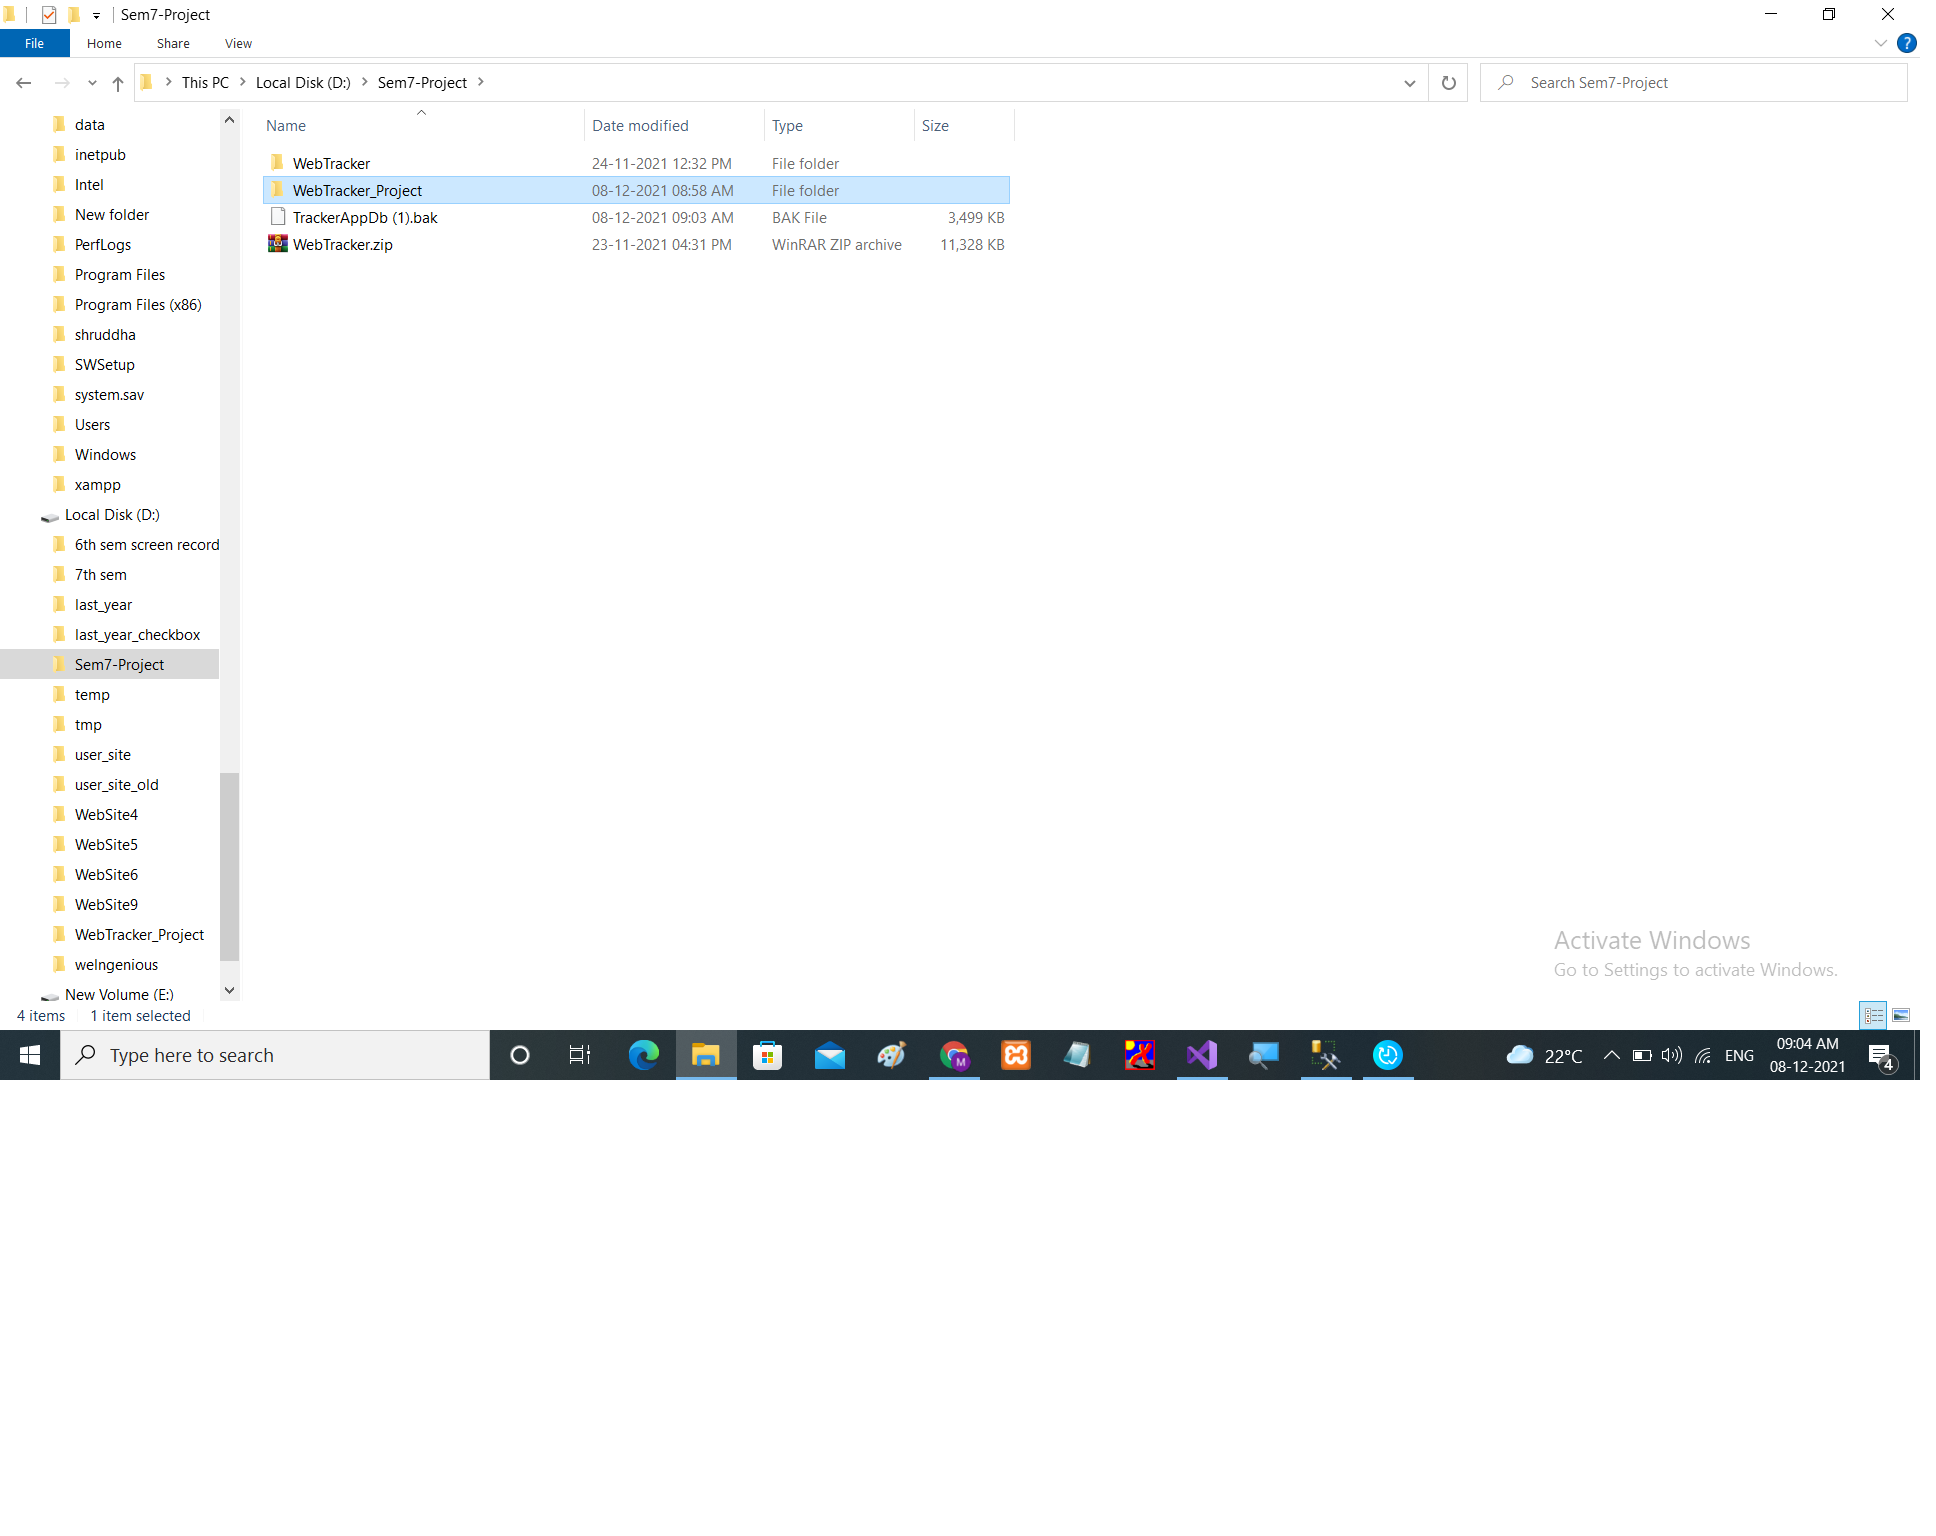 Sem7-Project
File Home Share View
This PC Local Disk (D:) Sem7-Project
Search Sem7-Project
Name Date modified Type Size
WebTracker 24-11-2021 12:32 PM File folder
WebTracker_Project 08-12-2021 08:58 AM File folder
TrackerAppDb (1).bak 08-12-2021 09:03 AM BAK File 3,499 KB
WebTracker.zip 23-11-2021 04:31 PM WinRAR ZIP archive 11,328 KB
data
inetpub
Intel
New folder
PerfLogs
Program Files
Program Files (x86)
shruddha
SWSetup
system.sav
Users
Windows
xampp
Local Disk (D:)
6th sem screen record
7th sem
last_year
last_year_checkbox
Sem7-Project
temp
tmp
user_site
user_site_old
WebSite4
WebSite5
WebSite6
WebSite9
WebTracker_Project
weIngenious
New Volume (E:)
Activate Windows
Go to Settings to activate Windows.
4 items 1 item selected
Type here to search
M
22°C
ENG
09:04 AM
08-12-2021
4